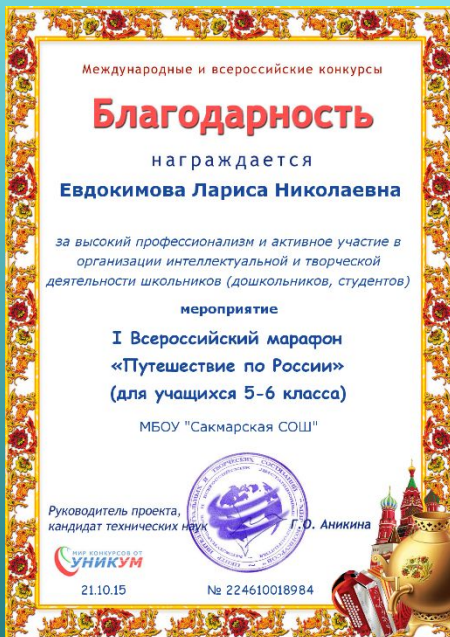 Международные и всероссийские конкурсы
Благодарность
награждается
Евдокимова Лариса Николаевна
за высокий профессионализм и активное участие в
организации интеллектуальной и творческой
деятельности школьников (дошкольников, студентов)
мероприятие
I Всероссийский марафон
«Путешествие по России»
(для учащихся 5-6 класса)
МБОУ "Сакмарская СОШ"
Руководитель проекта,
кандидат технических наук
Г.О. Аникина
МИР КОНКУРСОВ ОТ
УНИКУМ
21.10.15
№ 224610018984